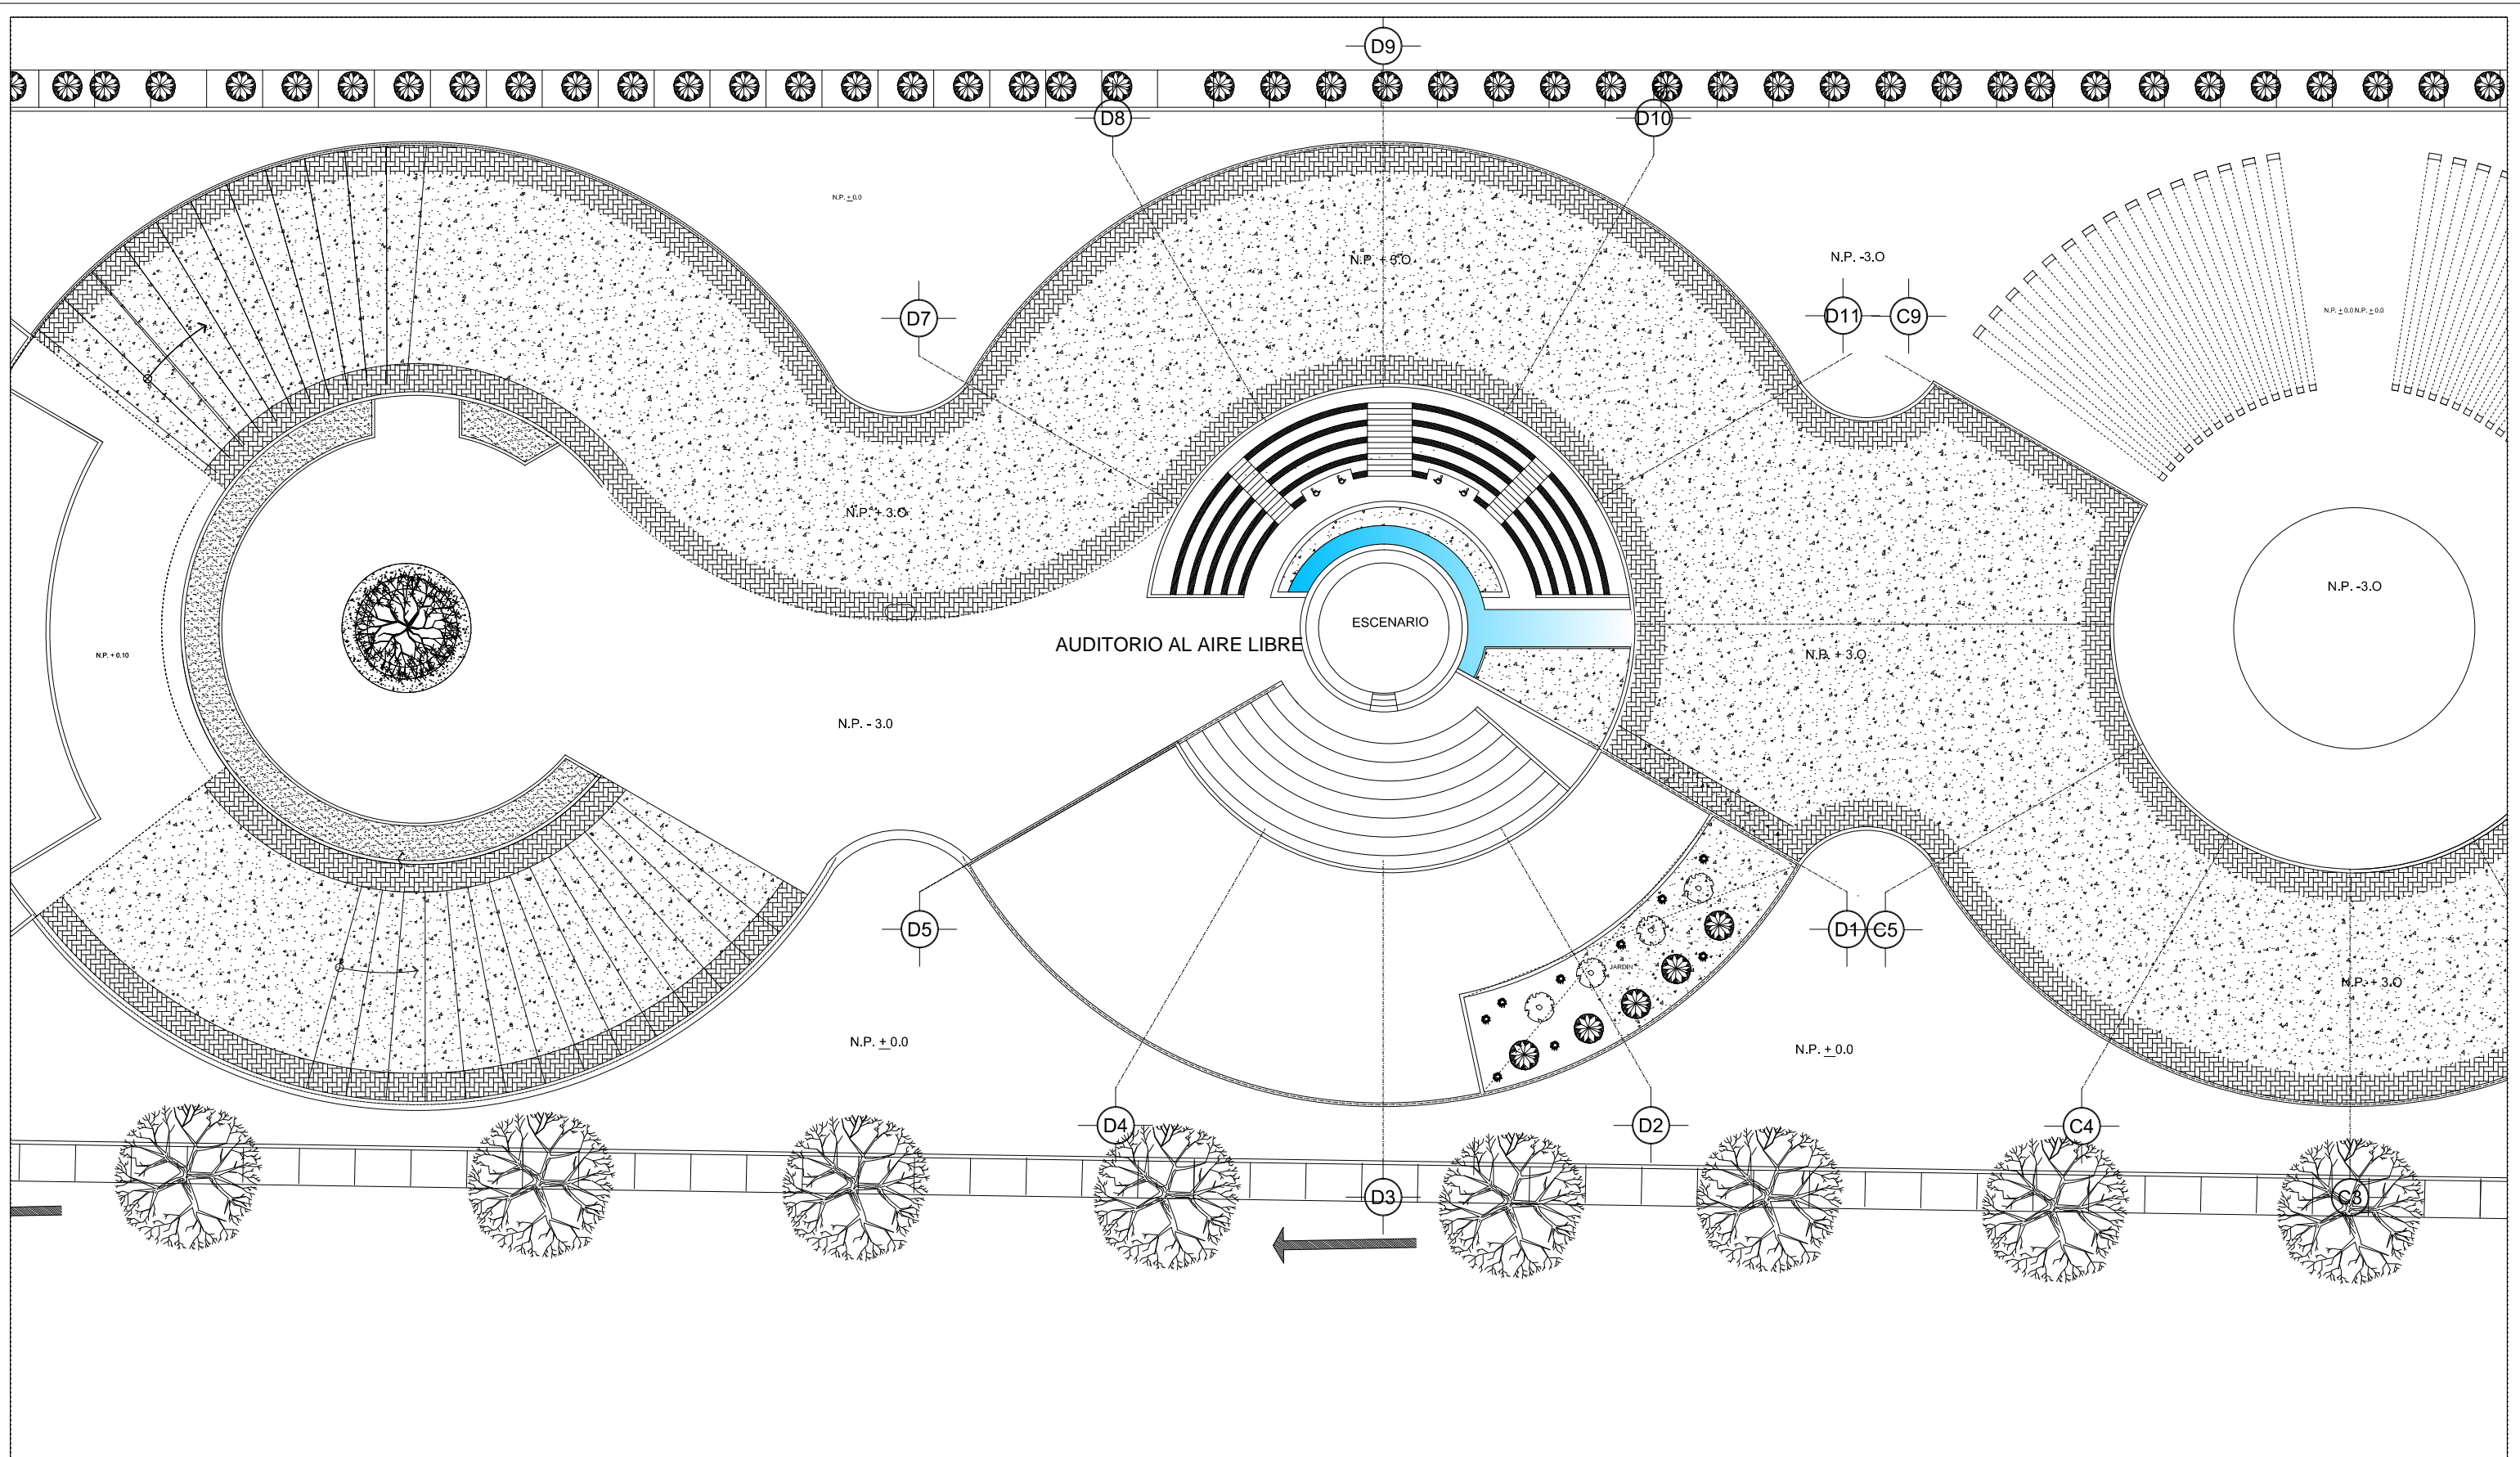 D9
D8
D10
N.P. + 0.0
N.P. + 3.O
N.P. -3.O
D7
D11
C9
N.P. + 0.0 N.P. + 0.0
N.P. + 3.O
N.P. -3.O
ESCENARIO
AUDITORIO AL AIRE LIBRE
N.P. + 0.10
N.P. + 3.O
N.P. - 3.0
D5
D1
C5
JARDIN
N.P. + 3.O
N.P. + 0.0
N.P. + 0.0
D4
D2
C4
D3
C3